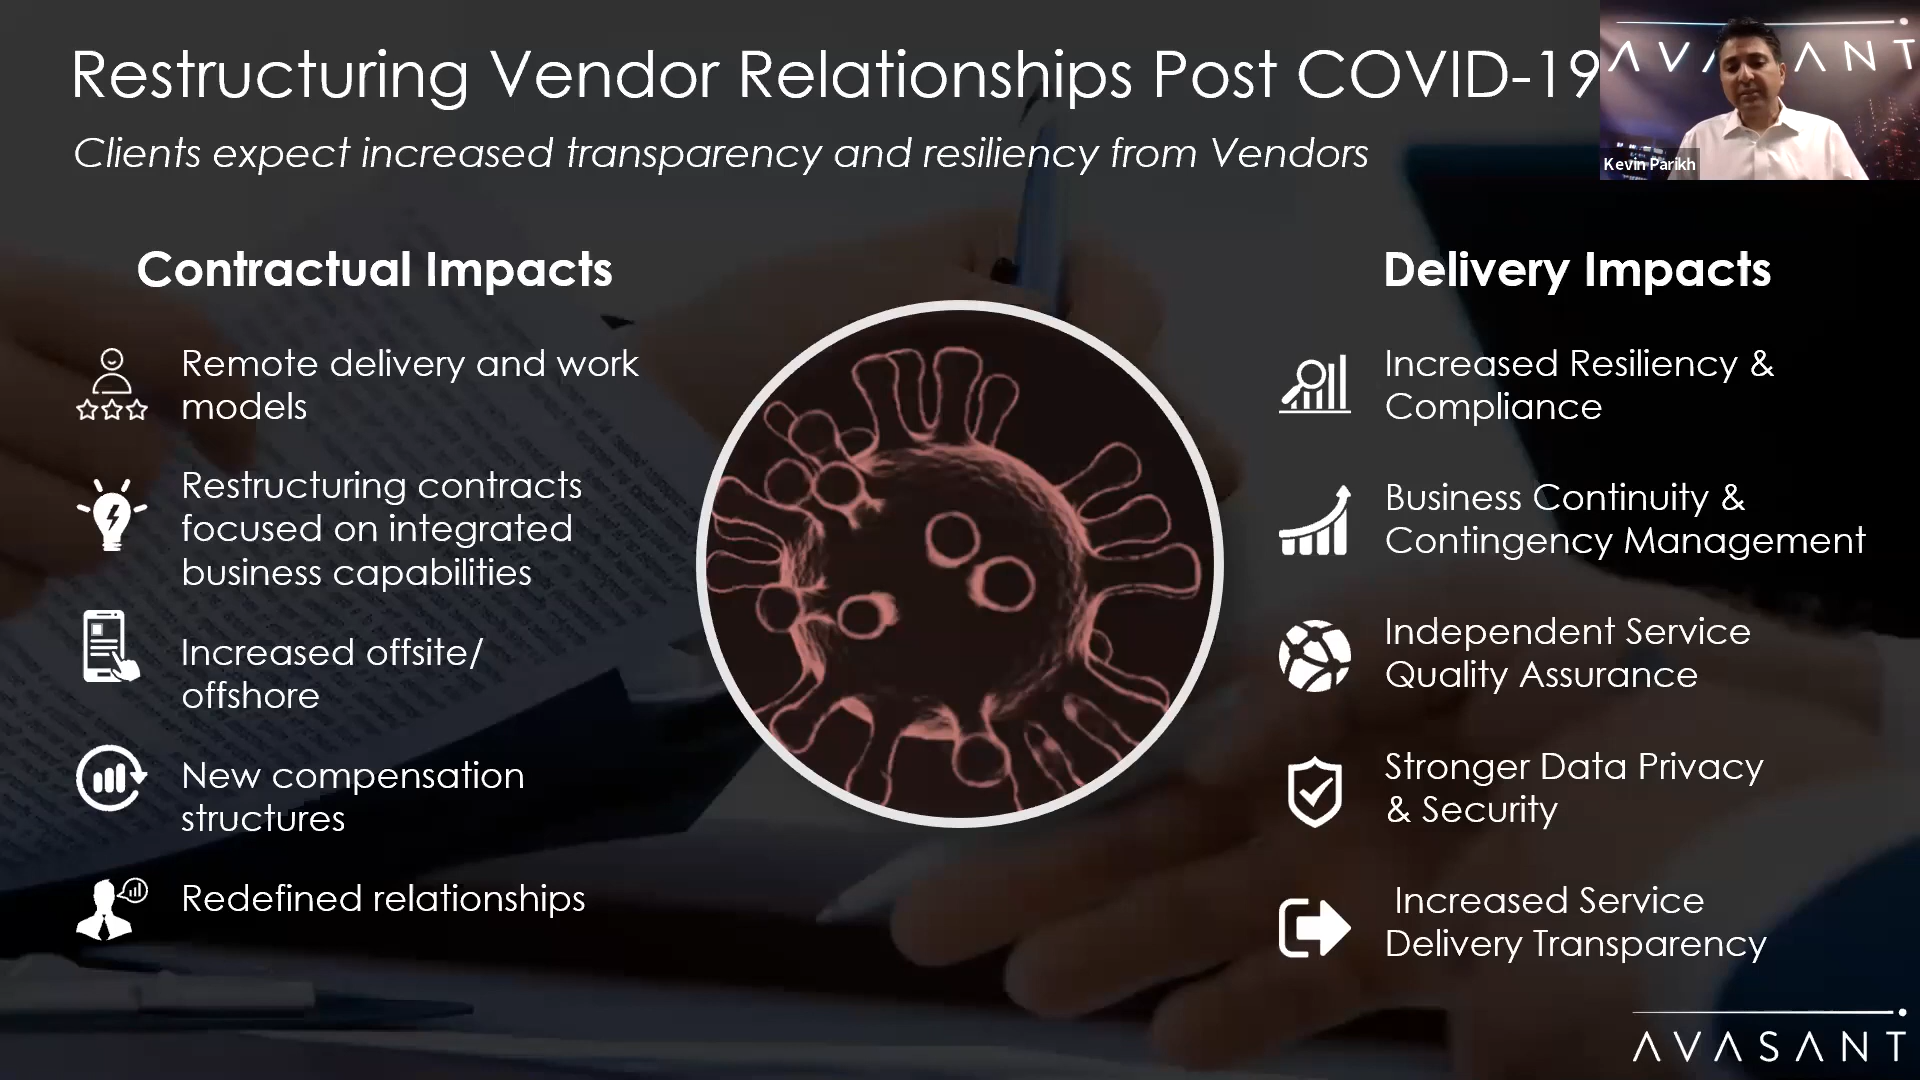 Restructuring Vendor Relationships Post COVID-19
Clients expect increased transparency and resiliency from Vendors
AVASANT
Kevin Parikh
Contractual Impacts
Remote delivery and work
models
Restructuring contracts
focused on integrated
business capabilities
Increased offsite/
offshore
New compensation
structures
Redefined relationships
Delivery Impacts
Increased Resiliency &
Compliance
Business Continuity &
Contingency Management
Independent Service
Quality Assurance
Stronger Data Privacy
& Security
Increased Service
Delivery Transparency
AVASANT